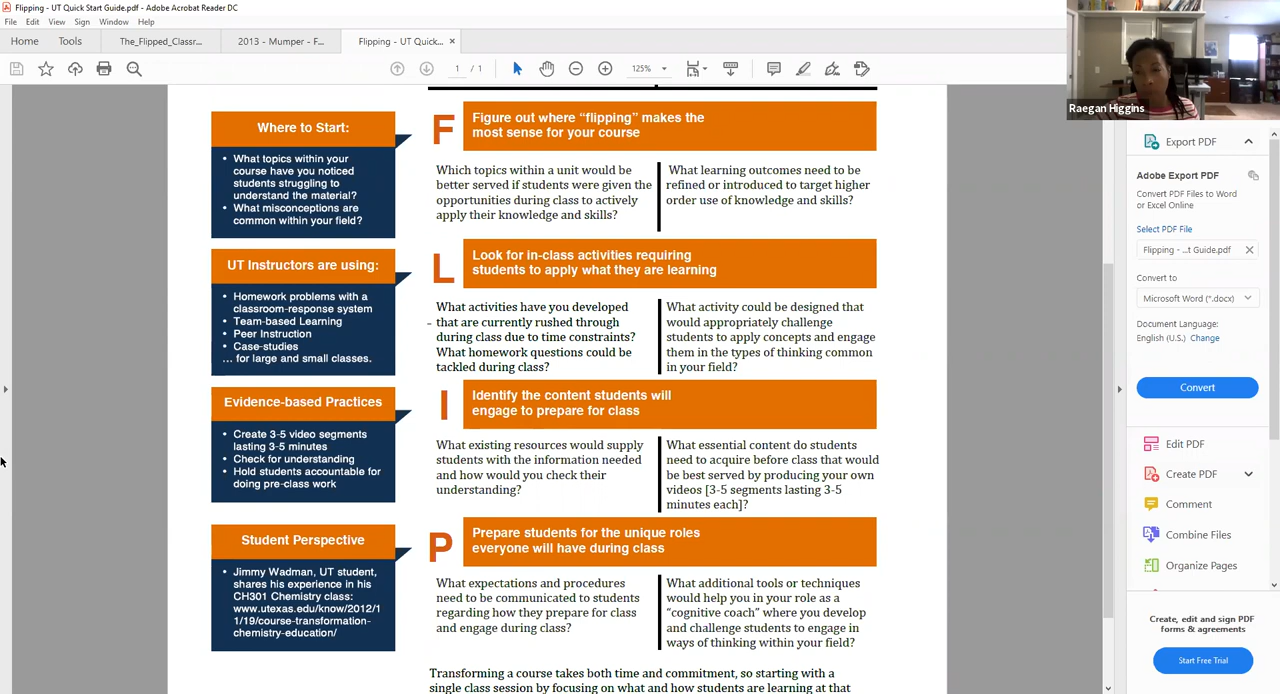 Flipping - UT Quick Start Guide.pdf - Adobe Acrobat Reader DC
File Edit View Sign Window Help
Home Tools The_Flipped_Classr... 2013 - Mumper - F... Flipping - UT Quick... ×
1 / 1 125%
Raegan Higgins
Where to Start:
• What topics within your
course have you noticed
students struggling to
understand the material?
• What misconceptions are
common within your field?
F
Figure out where “flipping” makes the
most sense for your course
Which topics within a unit would be
better served if students were given the
opportunities during class to actively
apply their knowledge and skills?
What learning outcomes need to be
refined or introduced to target higher
order use of knowledge and skills?
UT Instructors are using:
• Homework problems with a
classroom-response system
• Team-based Learning
• Peer Instruction
• Case-studies
... for large and small classes.
L
Look for in-class activities requiring
students to apply what they are learning
What activities have you developed
that are currently rushed through
during class due to time constraints?
What homework questions could be
tackled during class?
What activity could be designed that
would appropriately challenge
students to apply concepts and engage
them in the types of thinking common
in your field?
Evidence-based Practices
• Create 3-5 video segments
lasting 3-5 minutes
• Check for understanding
• Hold students accountable for
doing pre-class work
I
Identify the content students will
engage to prepare for class
What existing resources would supply
students with the information needed
and how would you check their
understanding?
What essential content do students
need to acquire before class that would
be best served by producing your own
videos [3-5 segments lasting 3-5
minutes each]?
Student Perspective
• Jimmy Wadman, UT student,
shares his experience in his
CH301 Chemistry class:
www.utexas.edu/know/2012/1
1/19/course-transformation-
chemistry-education/
P
Prepare students for the unique roles
everyone will have during class
What expectations and procedures
need to be communicated to students
regarding how they prepare for class
and engage during class?
What additional tools or techniques
would help you in your role as a
“cognitive coach” where you develop
and challenge students to engage in
ways of thinking within your field?
Transforming a course takes both time and commitment, so starting with a
single class session by focusing on what and how students are learning at that
Export PDF
Adobe Export PDF
Convert PDF Files to Word
or Excel Online
Select PDF File
Flipping - ...t Guide.pdf ×
Convert to
Microsoft Word (*.docx)
Document Language:
English (U.S.) Change
Convert
Edit PDF
Create PDF
Comment
Combine Files
Organize Pages
Create, edit and sign PDF
forms & agreements
Start Free Trial